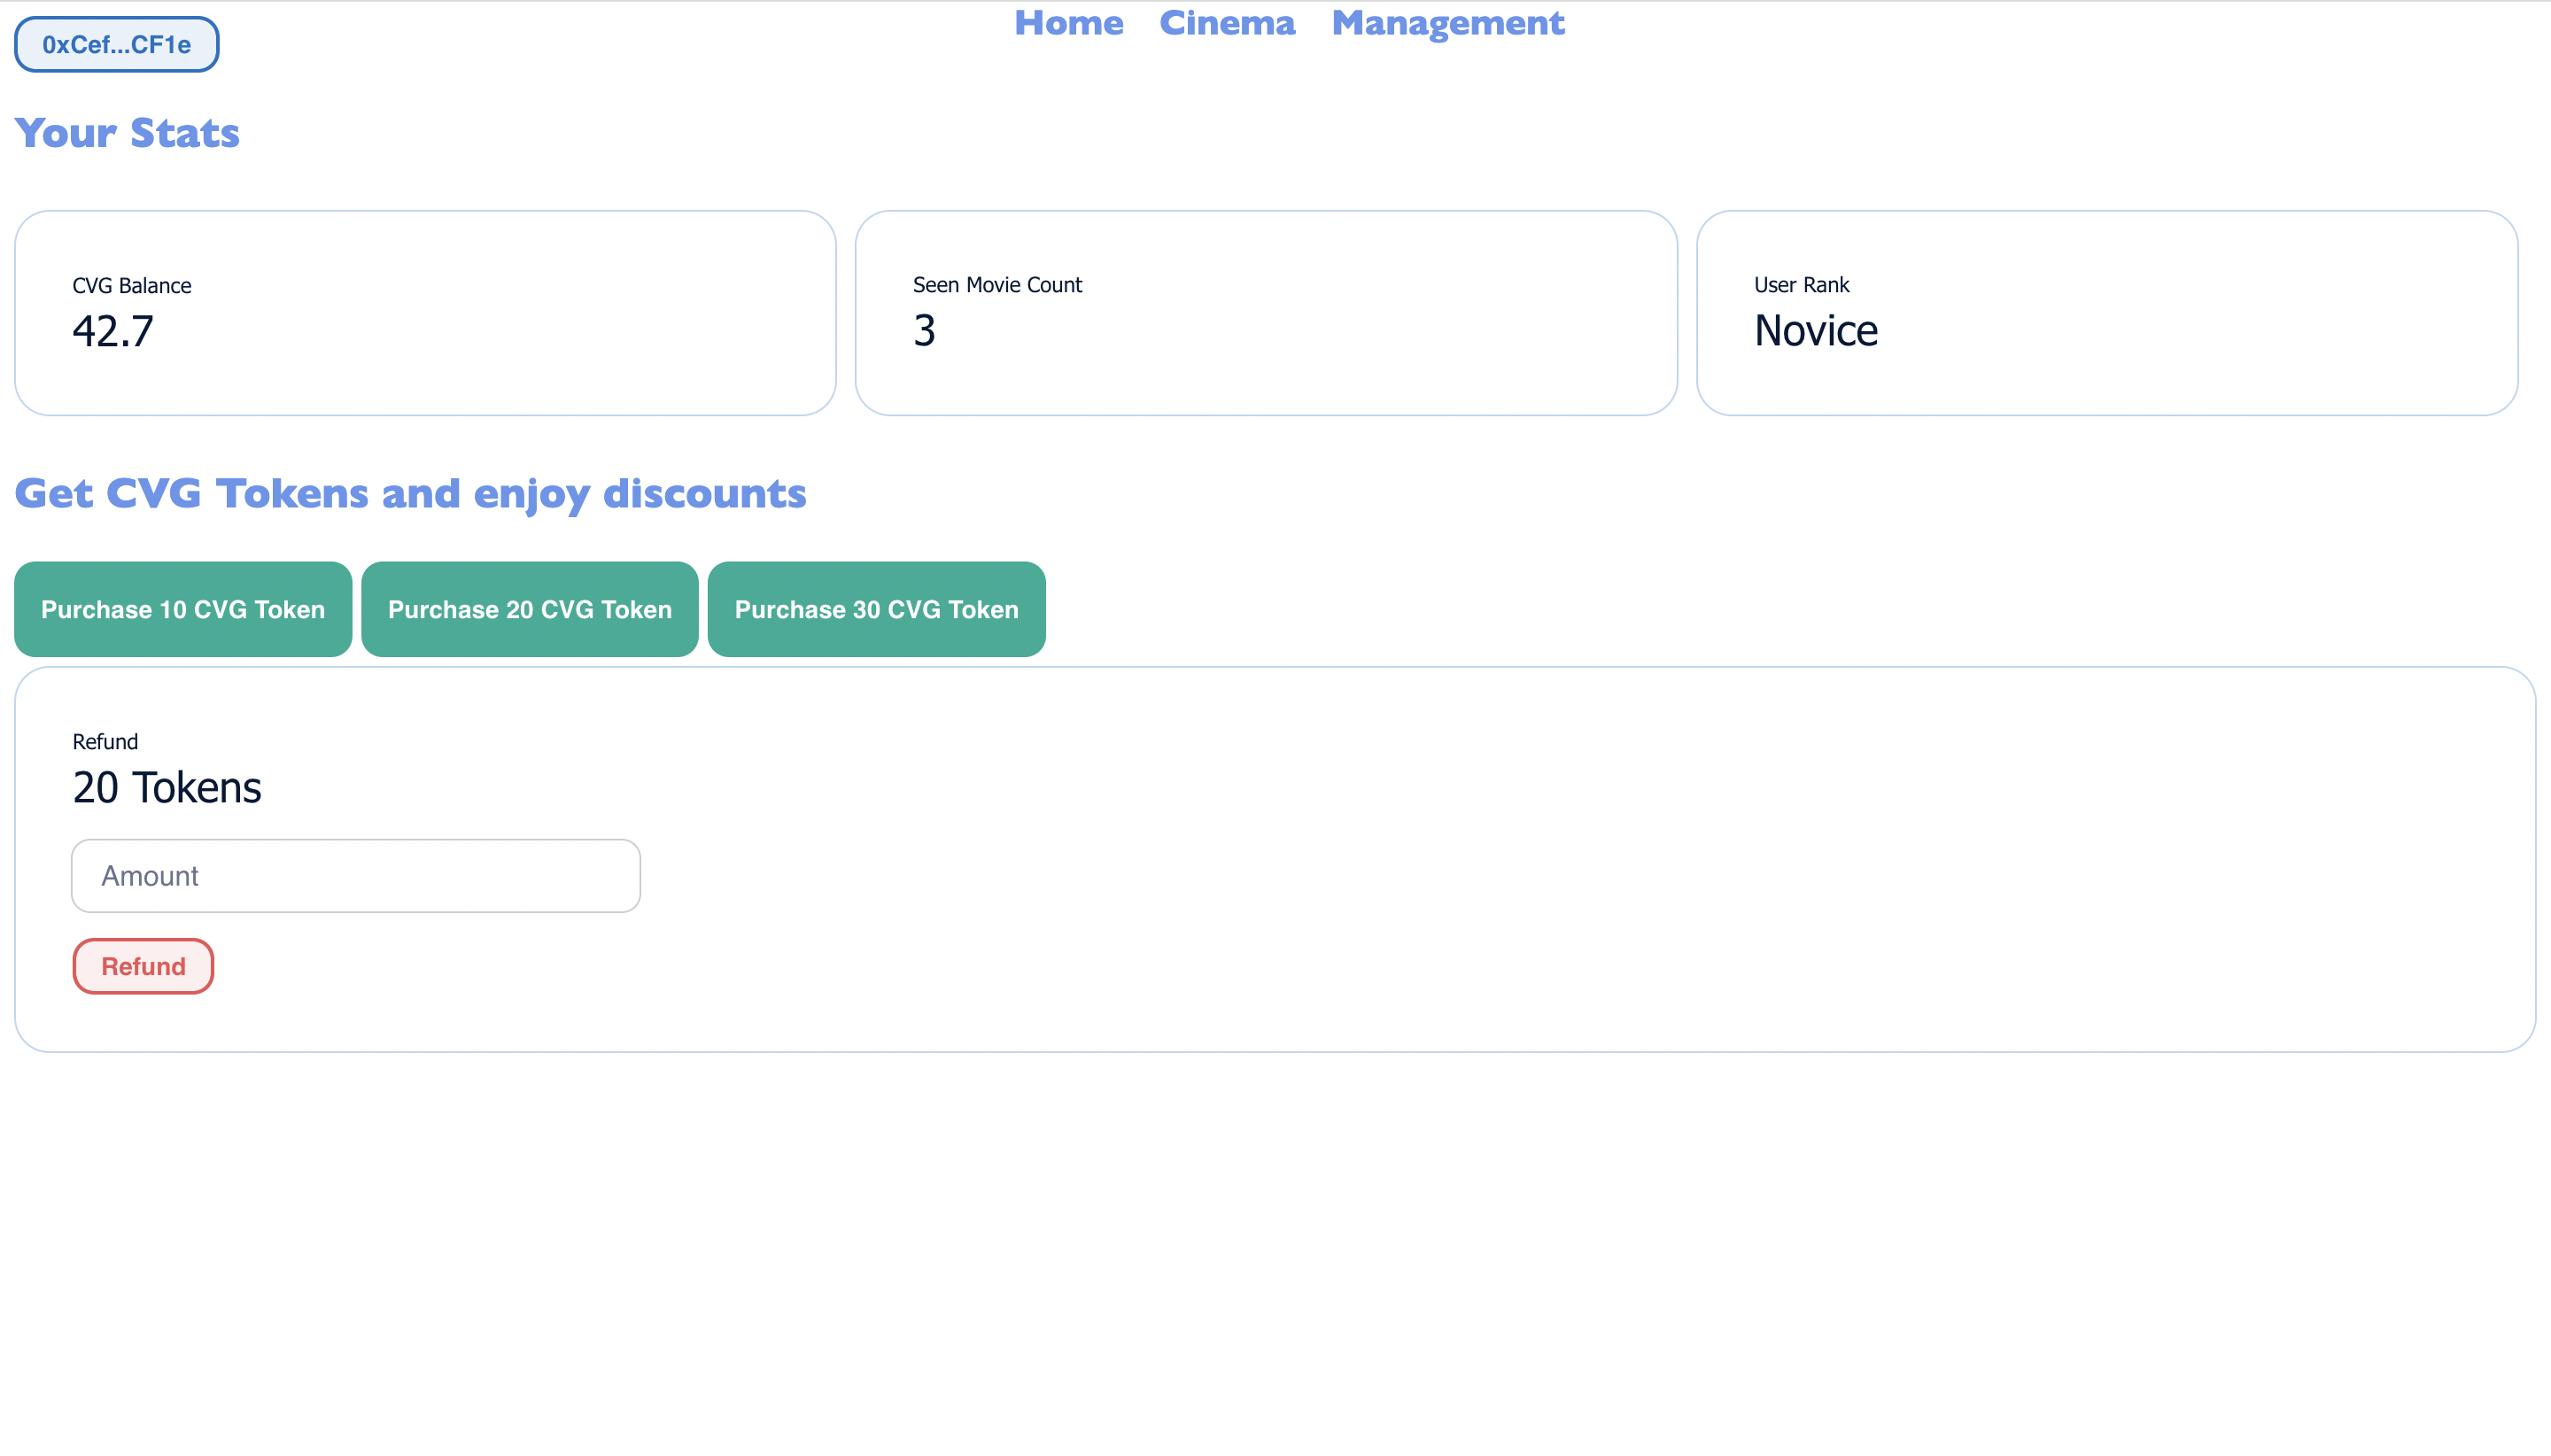 0xCef...CF1e
Home Cinema Management
Your Stats
CVG Balance
42.7
Seen Movie Count
3
User Rank
Novice
Get CVG Tokens and enjoy discounts
Purchase 10 CVG Token
Purchase 20 CVG Token
Purchase 30 CVG Token
Refund
20 Tokens
Amount
Refund